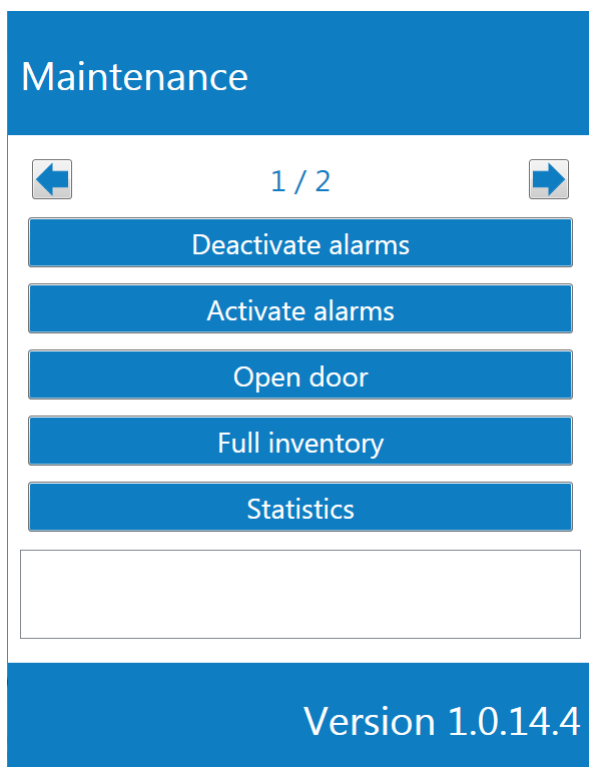 Maintenance
1 / 2
Deactivate alarms
Activate alarms
Open door
Full inventory
Statistics
Version 1.0.14.4